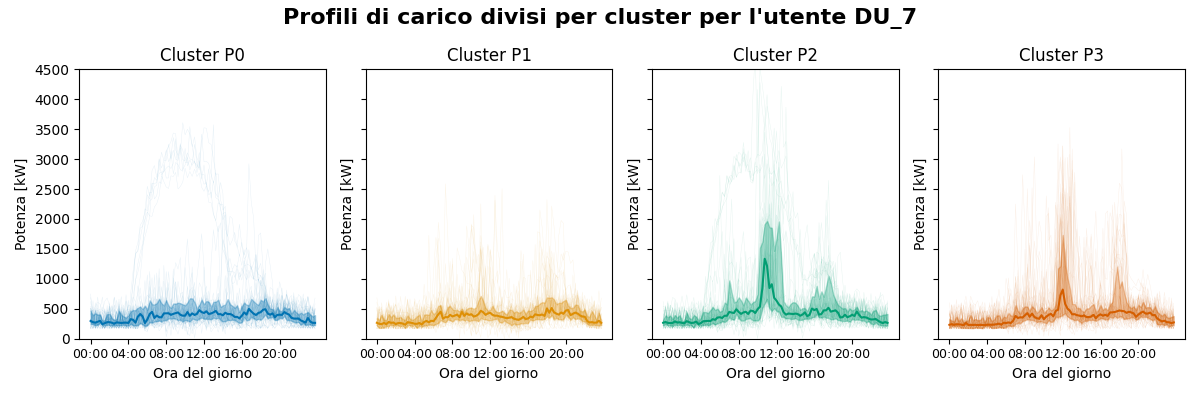 Profili di carico divisi per cluster per l'utente DU_7
Cluster P0
Cluster P1
Cluster P2
Cluster P3
4500
4000
3500
3000
2500
2000
1500
1000
500
0
Potenza [kW]
Potenza [kW]
Potenza [kW]
Potenza [kW]
00:00 04:00 08:00 12:00 16:00 20:00
00:00 04:00 08:00 12:00 16:00 20:00
00:00 04:00 08:00 12:00 16:00 20:00
00:00 04:00 08:00 12:00 16:00 20:00
Ora del giorno
Ora del giorno
Ora del giorno
Ora del giorno